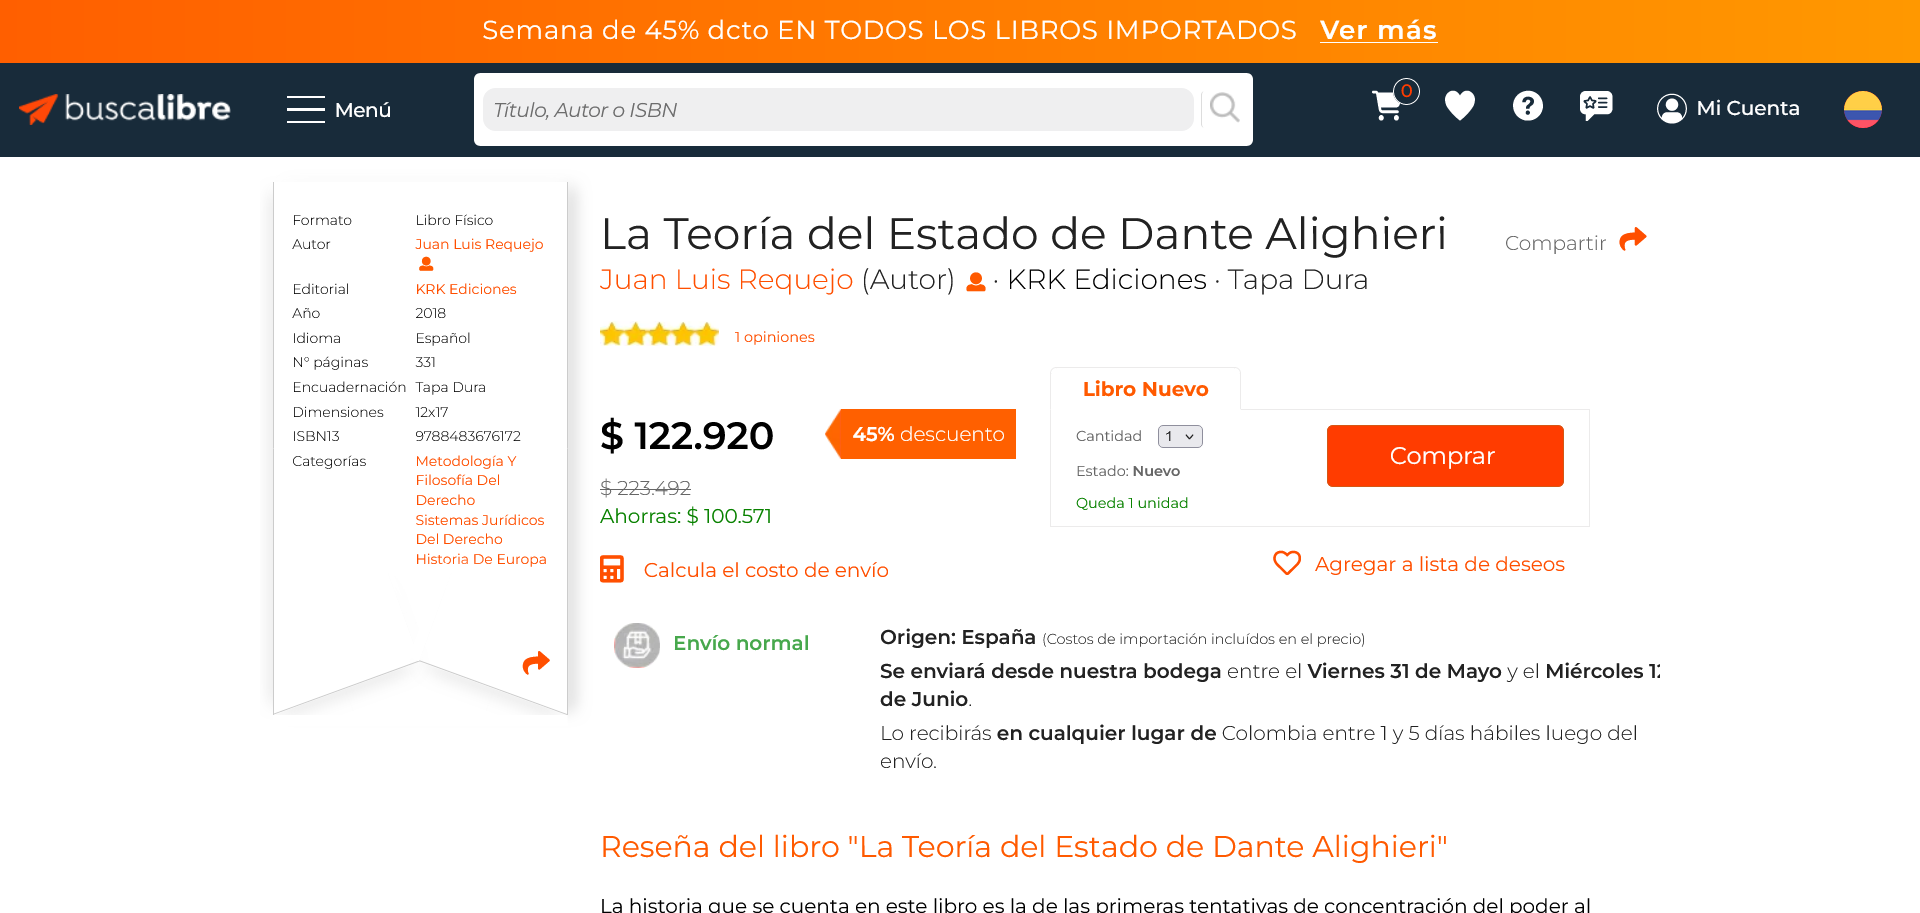 Semana de 45% dcto EN TODOS LOS LIBROS IMPORTADOS Ver más
buscalibre
Menú
Título, Autor o ISBN
0
Mi Cuenta
Formato Libro Físico
Autor Juan Luis Requejo
Editorial KRK Ediciones
Año 2018
Idioma Español
N° páginas 331
Encuadernación Tapa Dura
Dimensiones 12x17
ISBN13 9788483676172
Categorías Metodología Y
Filosofía Del
Derecho
Sistemas Jurídicos
Del Derecho
Historia De Europa
La Teoría del Estado de Dante Alighieri
Compartir
Juan Luis Requejo (Autor) · KRK Ediciones · Tapa Dura
1 opiniones
$ 122.920
45% descuento
$ 223.492
Ahorras: $ 100.571
Calcula el costo de envío
Libro Nuevo
Cantidad 1
Estado: Nuevo
Queda 1 unidad
Comprar
Agregar a lista de deseos
Envío normal
Origen: España (Costos de importación incluídos en el precio)
Se enviará desde nuestra bodega entre el Viernes 31 de Mayo y el Miércoles 12
de Junio.
Lo recibirás en cualquier lugar de Colombia entre 1 y 5 días hábiles luego del
envío.
Reseña del libro "La Teoría del Estado de Dante Alighieri"
La historia que se cuenta en este libro es la de las primeras tentativas de concentración del poder al